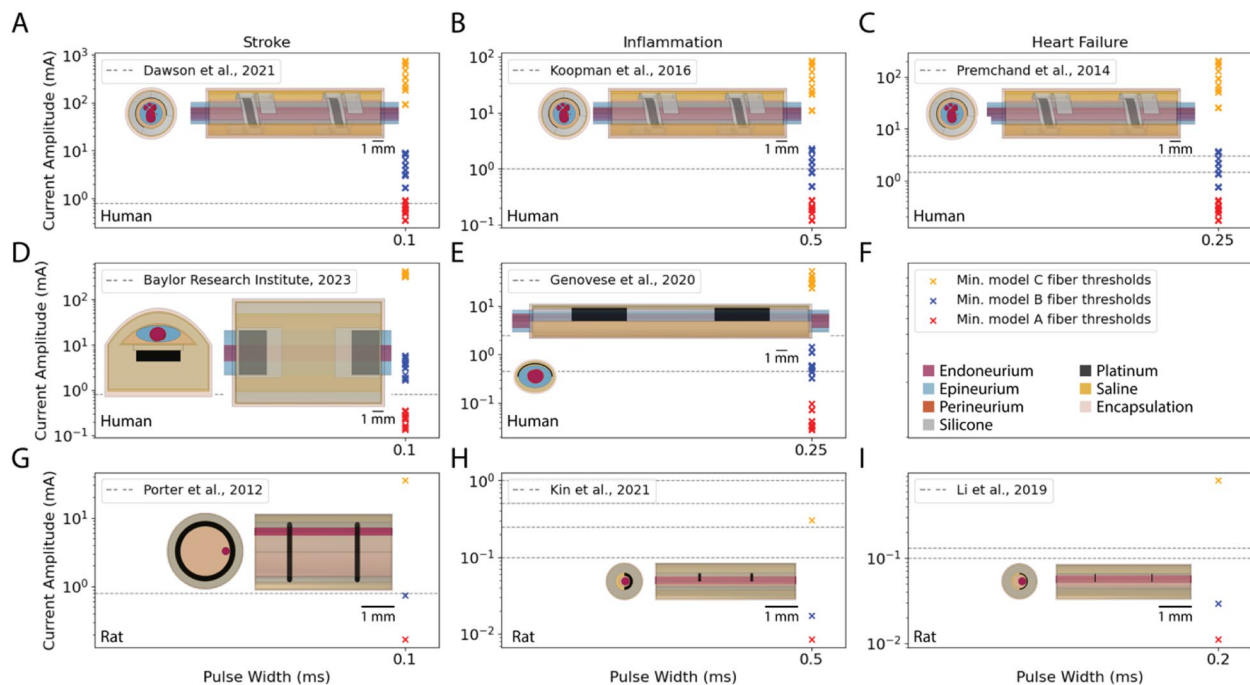 A
B
C
Stroke
Inflammation
Heart Failure
Current Amplitude (mA)
10³
10²
10¹
10⁰
Dawson et al., 2021
1 mm
Human
0.1
10²
10¹
10⁰
10⁻¹
Koopman et al., 2016
1 mm
Human
0.5
10²
10¹
10⁰
Premchand et al., 2014
1 mm
Human
0.25
D
E
F
Current Amplitude (mA)
10²
10¹
10⁰
10⁻¹
Baylor Research Institute, 2023
1 mm
Human
0.1
10¹
10⁰
10⁻¹
Genovese et al., 2020
1 mm
Human
0.25
Min. model C fiber thresholds
Min. model B fiber thresholds
Min. model A fiber thresholds
Endoneurium
Platinum
Epineurium
Saline
Perineurium
Encapsulation
Silicone
G
H
I
Current Amplitude (mA)
10¹
10⁰
Porter et al., 2012
1 mm
Rat
0.1
Pulse Width (ms)
10⁰
10⁻¹
10⁻²
Kin et al., 2021
1 mm
Rat
0.5
Pulse Width (ms)
10⁻¹
10⁻²
Li et al., 2019
1 mm
Rat
0.2
Pulse Width (ms)